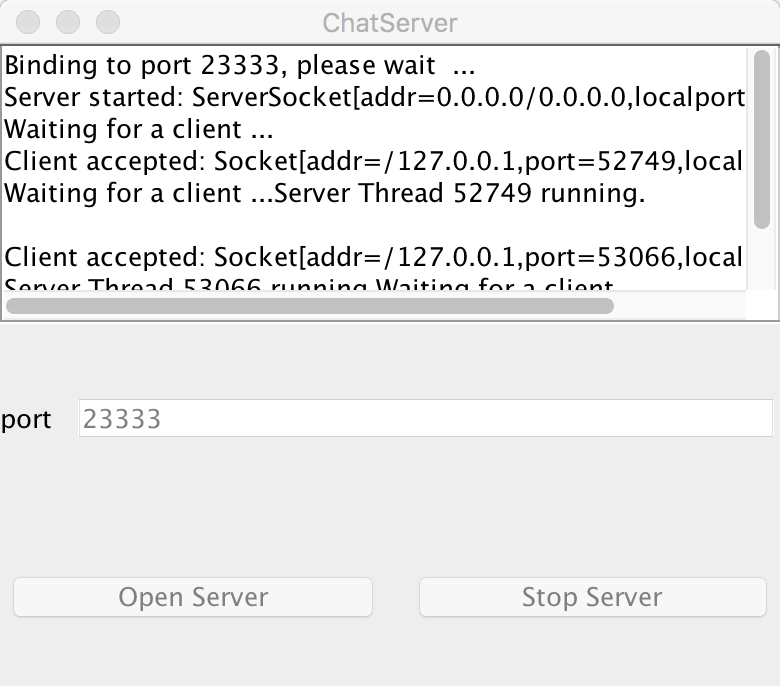 ChatServer
Binding to port 23333, please wait  ...
Server started: ServerSocket[addr=0.0.0.0/0.0.0.0,localport
Waiting for a client ...
Client accepted: Socket[addr=/127.0.0.1,port=52749,local
Waiting for a client ...Server Thread 52749 running.
Client accepted: Socket[addr=/127.0.0.1,port=53066,local
Server Thread 53066 running.Waiting for a client
port
23333
Open Server
Stop Server